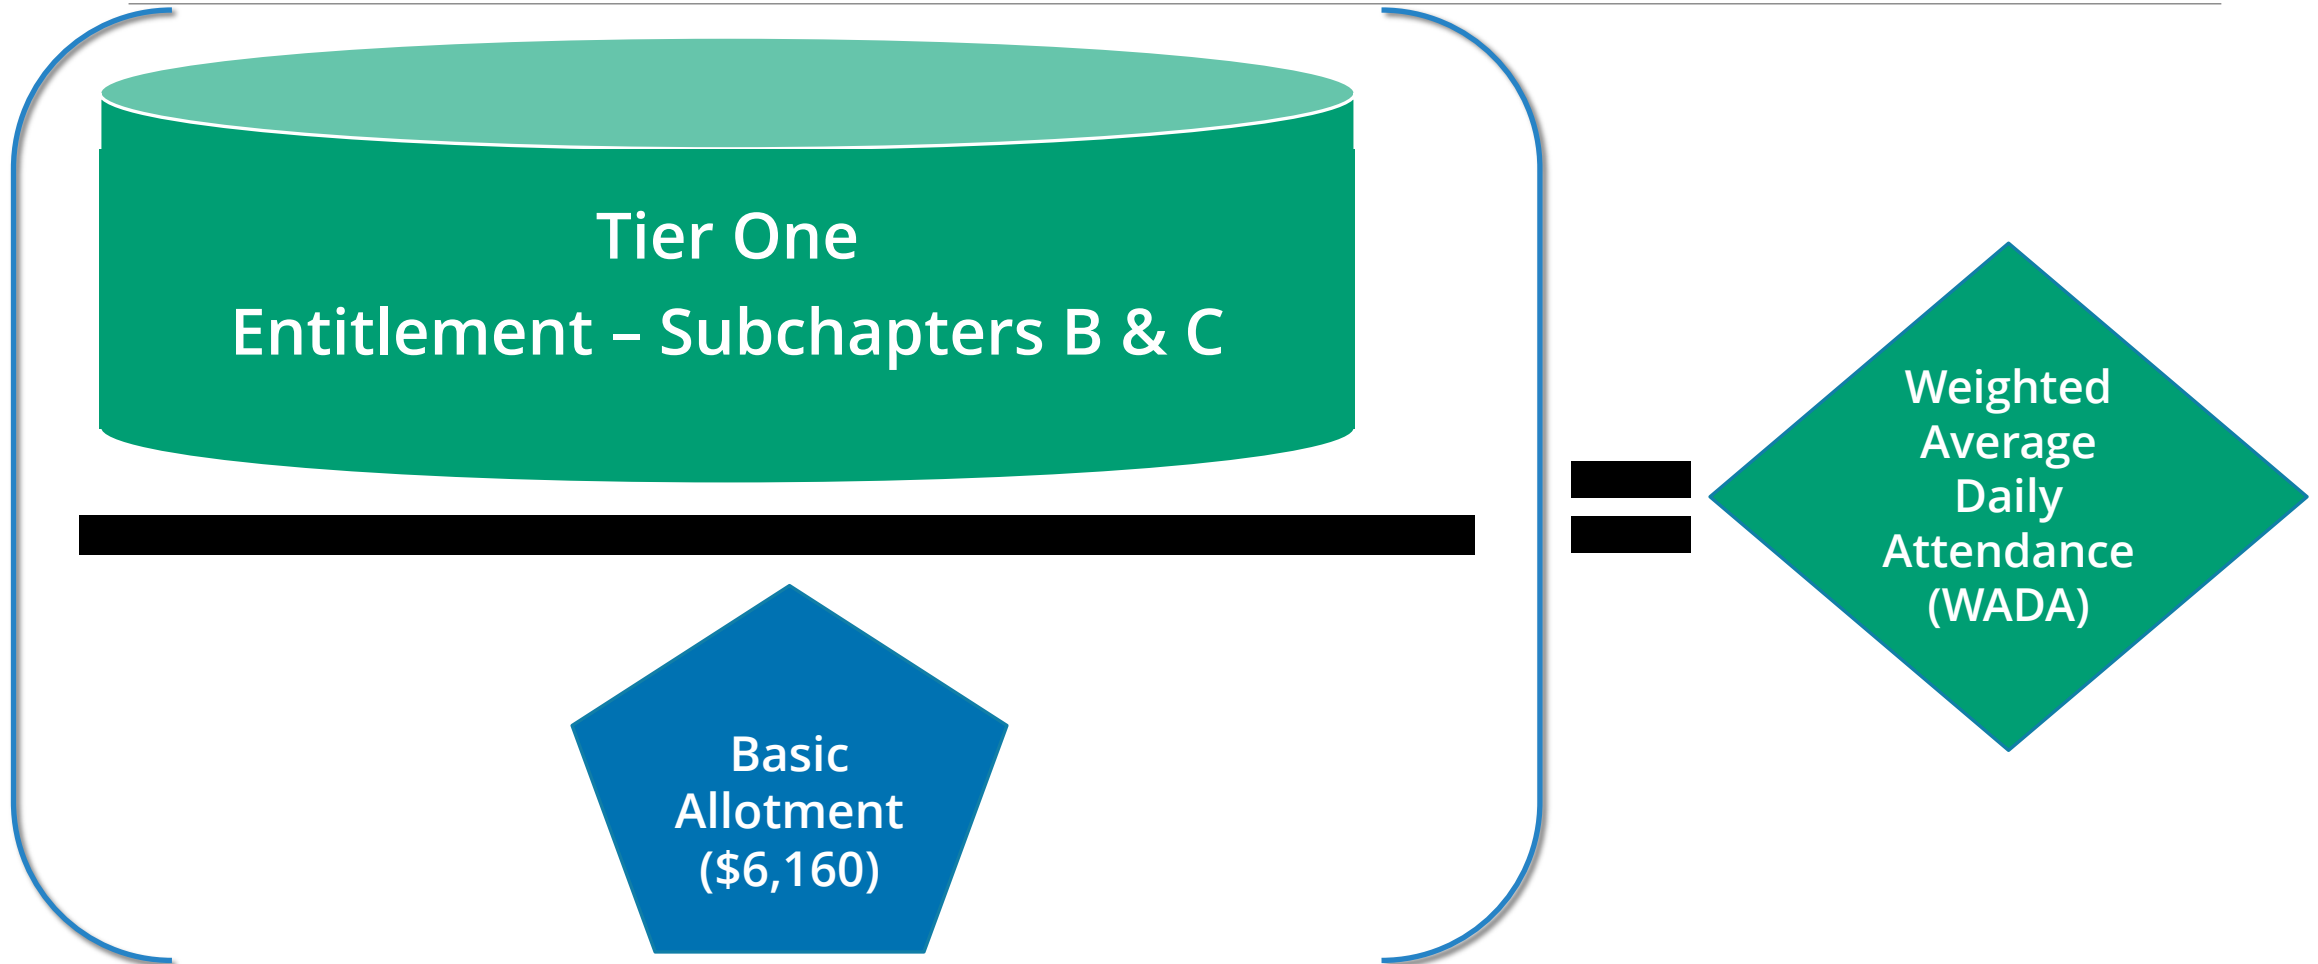 Tier One
Entitlement – Subchapters B & C
Weighted
Average
Daily
Attendance
(WADA)
Basic
Allotment
($6,160)